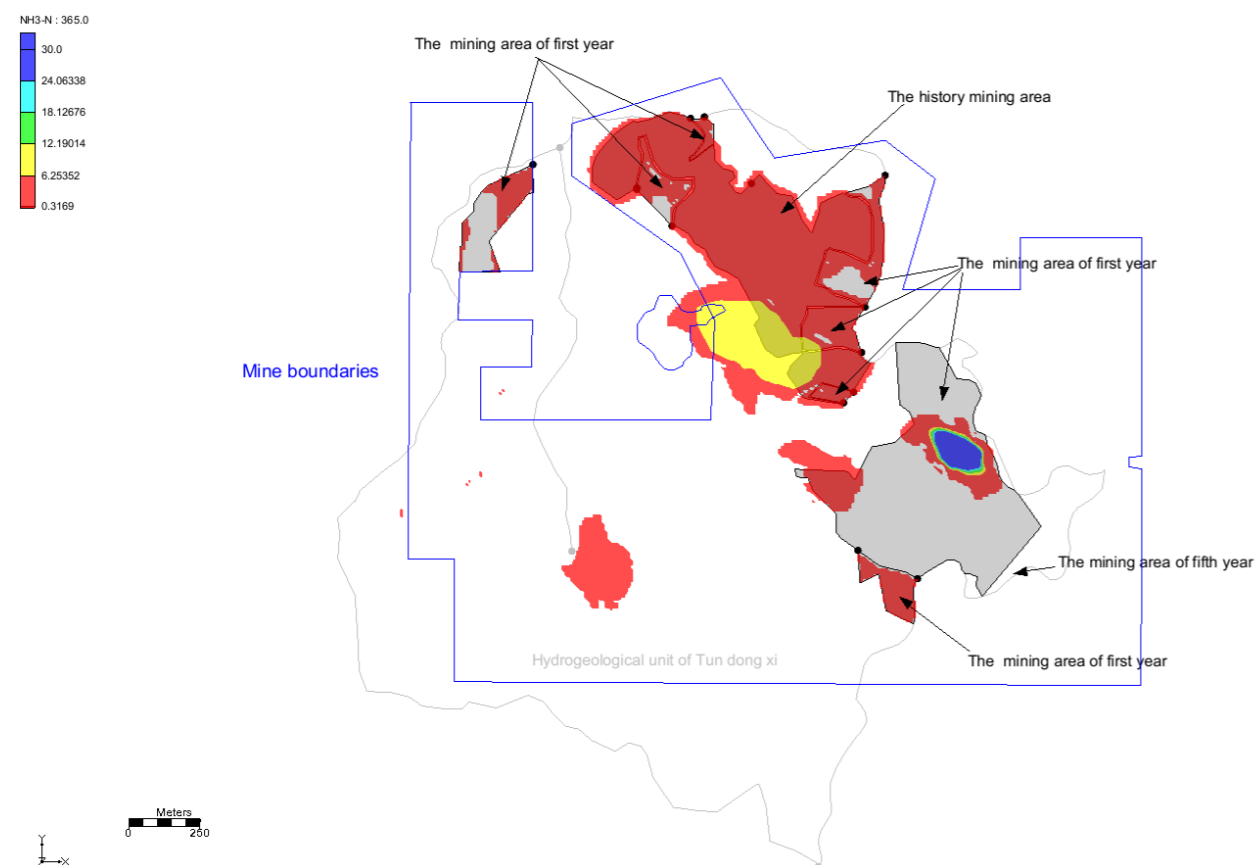 NH3-N : 365.0
30.0
24.06338
18.12676
12.19014
6.25352
0.3169
The mining area of first year
The history mining area
The mining area of first year
Mine boundaries
The mining area of fifth year
Hydrogeological unit of Tun dong xi
The mining area of first year
Meters
0 250
Y
X